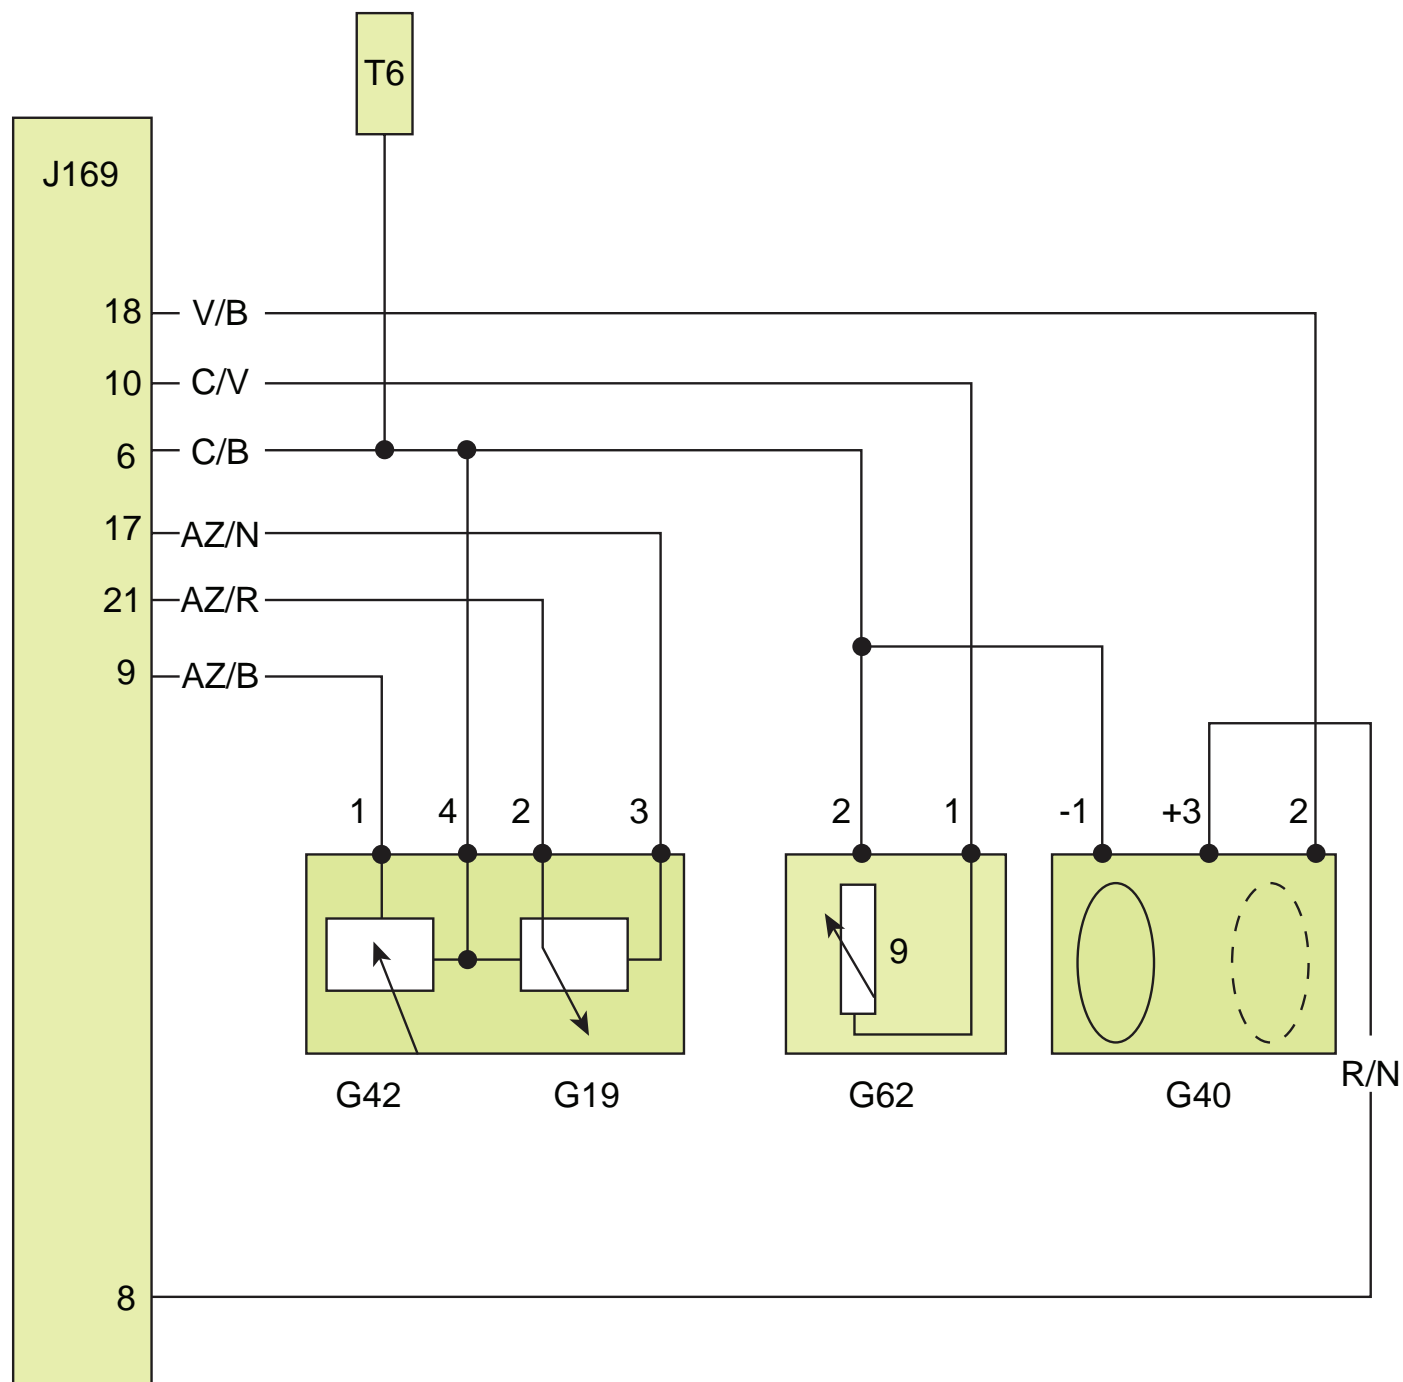 T6
J169
18 V/B
10 C/V
6 C/B
17 AZ/N
21 AZ/R
9 AZ/B
1 4 2 3 2 1 -1 +3 2
9
R/N
G42 G19 G62 G40
8